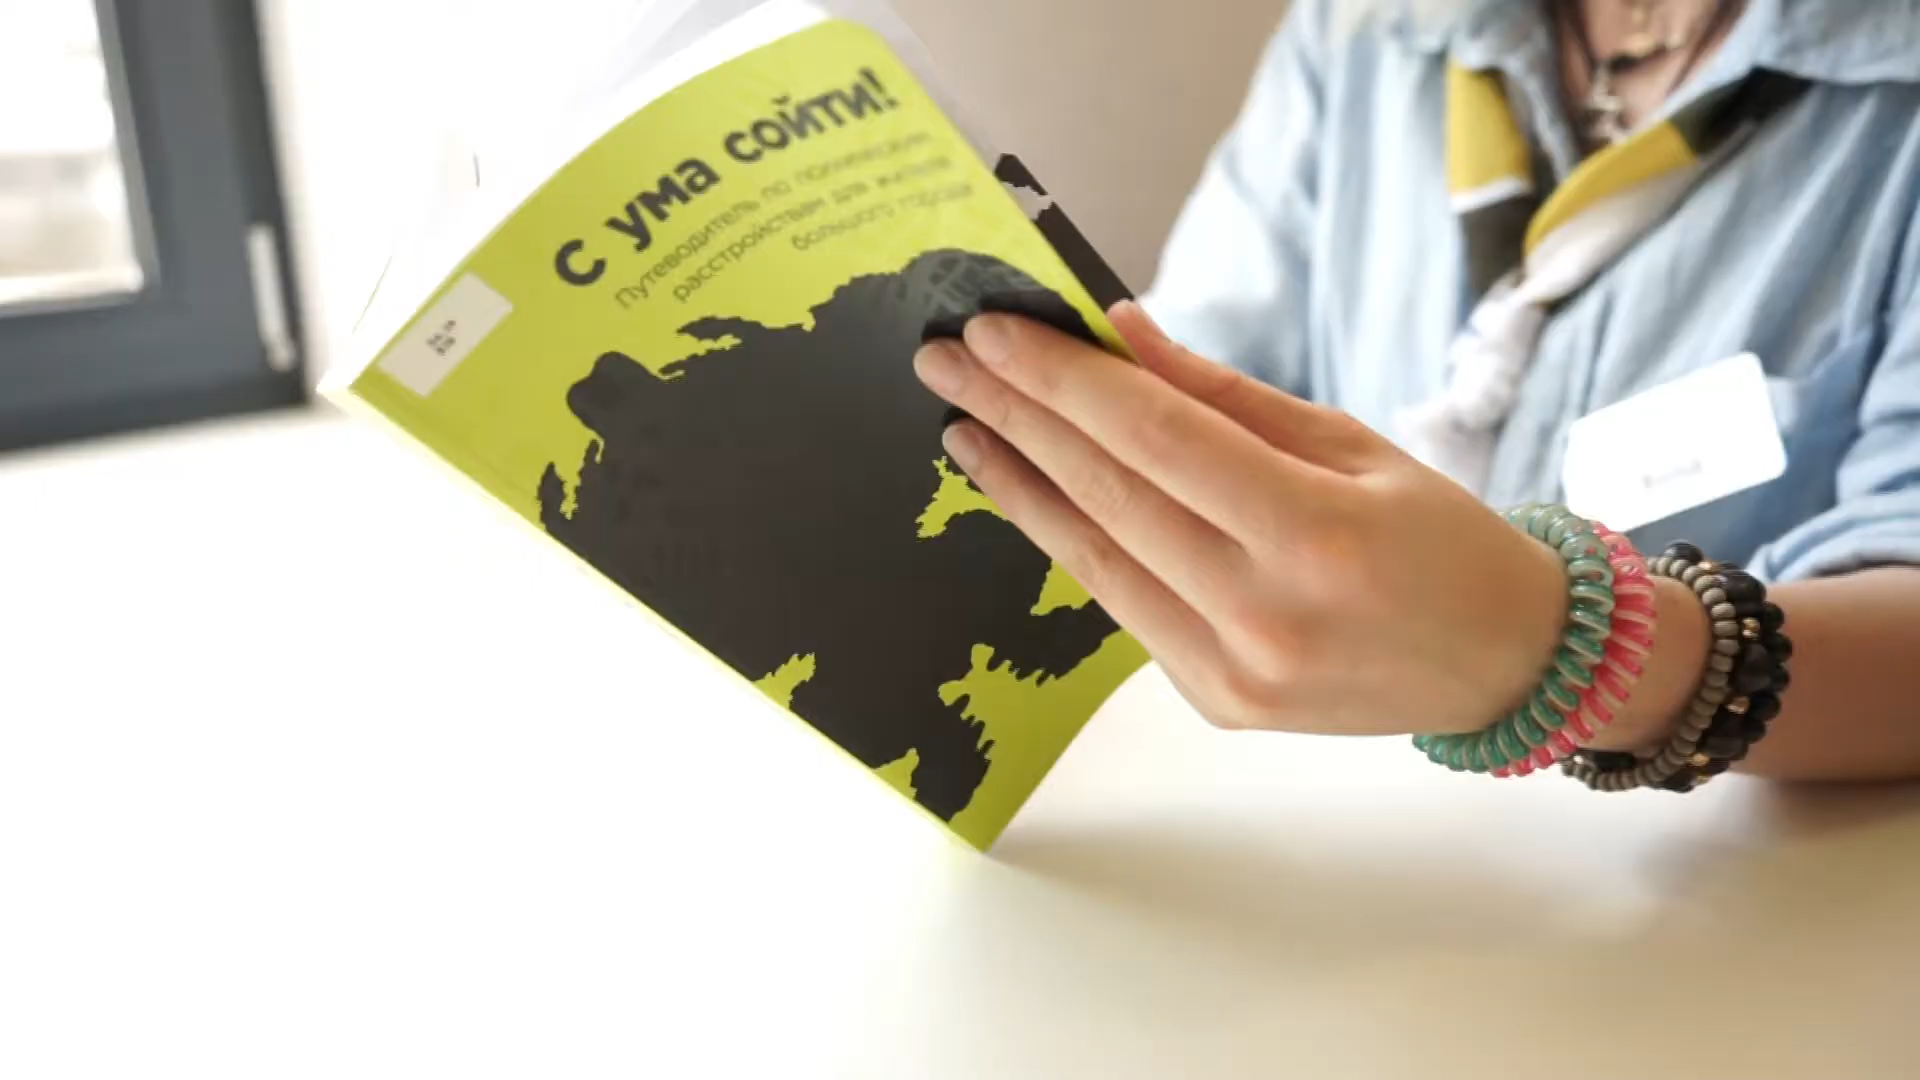 С ума сойти!
Путеводитель по психическим
расстройствам для жителя
большого города